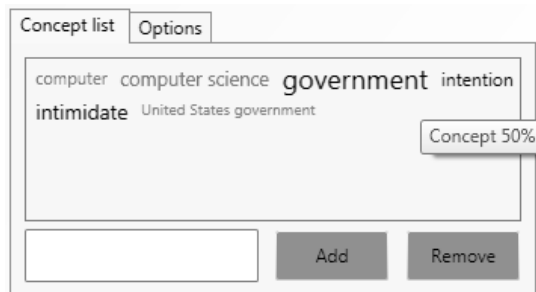 Concept list Options
computer computer science government intention
intimidate United States government
Concept 50%
Add Remove